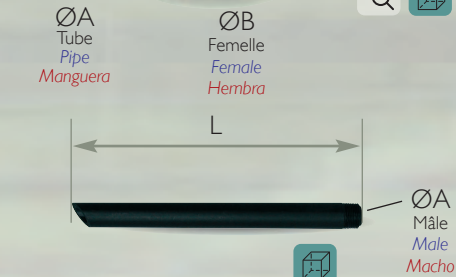 ØA
Tube
Pipe
Manguera
ØB
Femelle
Female
Hembra
L
ØA
Mâle
Male
Macho